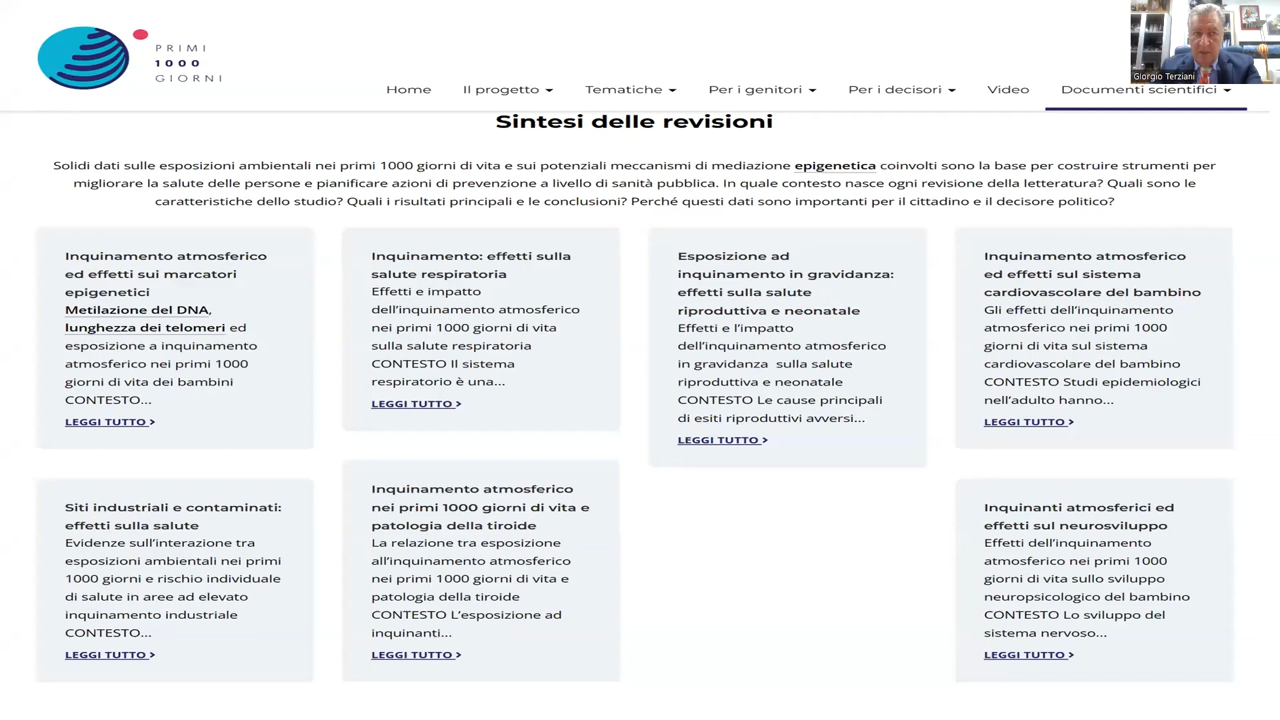 PRIMI
1000
GIORNI
Giorgio Terziani
Home
Il progetto
Tematiche
Per i genitori
Per i decisori
Video
Documenti scientifici
Sintesi delle revisioni
Solidi dati sulle esposizioni ambientali nei primi 1000 giorni di vita e sui potenziali meccanismi di mediazione epigenetica coinvolti sono la base per costruire strumenti per
migliorare la salute delle persone e pianificare azioni di prevenzione a livello di sanità pubblica. In quale contesto nasce ogni revisione della letteratura? Quali sono le
caratteristiche dello studio? Quali i risultati principali e le conclusioni? Perché questi dati sono importanti per il cittadino e il decisore politico?
Inquinamento atmosferico
ed effetti sui marcatori
epigenetici
Metilazione del DNA,
lunghezza dei telomeri ed
esposizione a inquinamento
atmosferico nei primi 1000
giorni di vita dei bambini
CONTESTO...
LEGGI TUTTO >
Inquinamento: effetti sulla
salute respiratoria
Effetti e impatto
dell'inquinamento atmosferico
nei primi 1000 giorni di vita
sulla salute respiratoria
CONTESTO Il sistema
respiratorio è una...
LEGGI TUTTO >
Esposizione ad
inquinamento in gravidanza:
effetti sulla salute
riproduttiva e neonatale
Effetti e l'impatto
dell'inquinamento atmosferico
in gravidanza  sulla salute
riproduttiva e neonatale
CONTESTO Le cause principali
di esiti riproduttivi avversi...
LEGGI TUTTO >
Inquinamento atmosferico
ed effetti sul sistema
cardiovascolare del bambino
Gli effetti dell'inquinamento
atmosferico nei primi 1000
giorni di vita sul sistema
cardiovascolare del bambino
CONTESTO Studi epidemiologici
nell'adulto hanno...
LEGGI TUTTO >
Siti industriali e contaminati:
effetti sulla salute
Evidenze sull'interazione tra
esposizioni ambientali nei primi
1000 giorni e rischio individuale
di salute in aree ad elevato
inquinamento industriale
CONTESTO...
LEGGI TUTTO >
Inquinamento atmosferico
nei primi 1000 giorni di vita e
patologia della tiroide
La relazione tra esposizione
all'inquinamento atmosferico
nei primi 1000 giorni di vita e
patologia della tiroide
CONTESTO L'esposizione ad
inquinanti...
LEGGI TUTTO >
Inquinanti atmosferici ed
effetti sul neurosviluppo
Effetti dell'inquinamento
atmosferico nei primi 1000
giorni di vita sullo sviluppo
neuropsicologico del bambino
CONTESTO Lo sviluppo del
sistema nervoso...
LEGGI TUTTO >